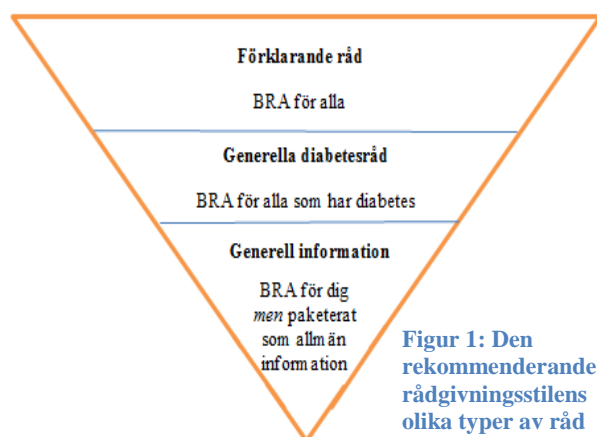 Förklarande råd
BRA för alla
Generella diabetesråd
BRA för alla som har diabetes
Generell information
BRA för dig
men paketerat
som allmän
information
Figur 1: Den
rekommenderande
rådgivningsstilens
olika typer av råd